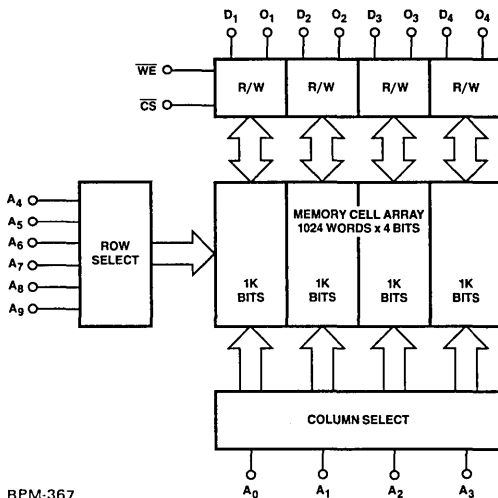 D1 O1 D2 O2 D3 O3 D4 O4
WE
CS
R/W R/W R/W R/W
A4
A5
A6
A7
A8
A9
ROW
SELECT
MEMORY CELL ARRAY
1024 WORDS x 4 BITS
1K 1K 1K 1K
BITS BITS BITS BITS
COLUMN SELECT
A0 A1 A2 A3
BPM-367